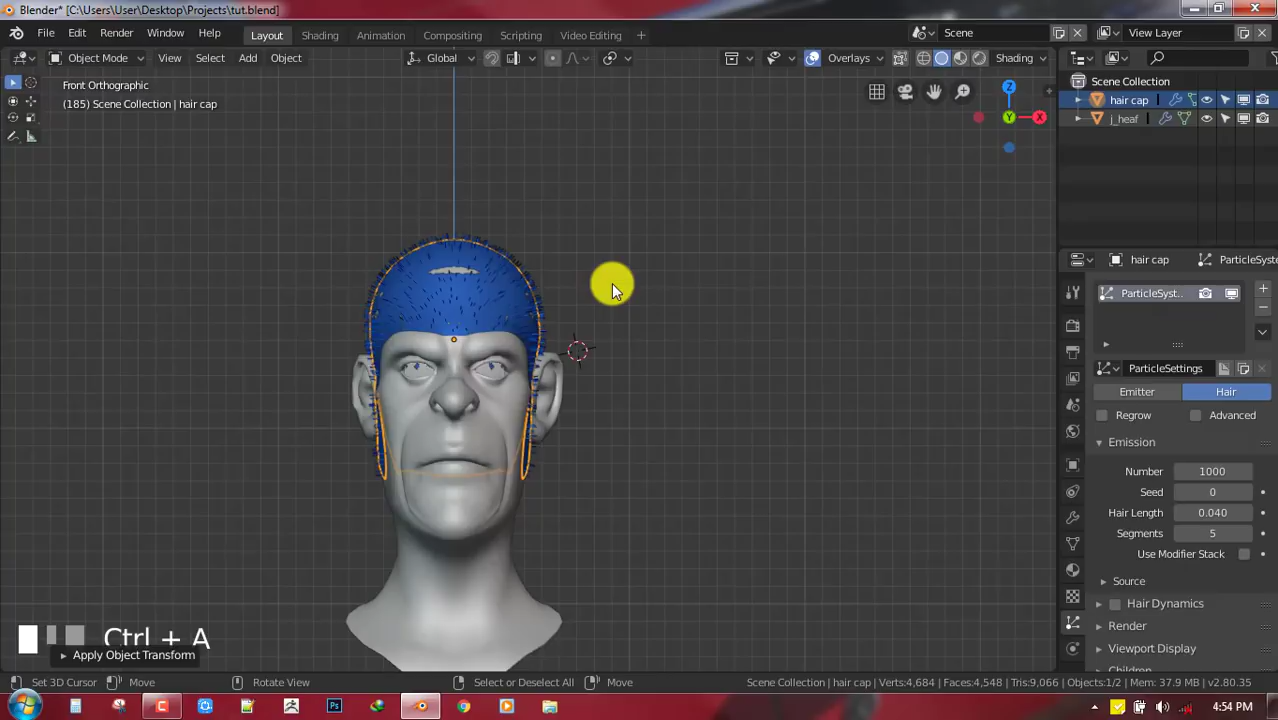 Blender* [C:\Users\User\Desktop\Projects\tut.blend]
File Edit Render Window Help Layout Shading Animation Compositing Scripting Video Editing + Scene View Layer
Object Mode View Select Add Object Global Overlays Shading
Front Orthographic
(185) Scene Collection | hair cap
Z
Y
X
Scene Collection
hair cap
j_heaf
hair cap ParticleSyste
ParticleSyst..
ParticleSettings
Emitter Hair
Regrow Advanced
Emission
Number 1000
Seed 0
Hair Length 0.040
Segments 5
Use Modifier Stack
Source
Hair Dynamics
Render
Viewport Display
Children
Ctrl + A
Apply Object Transform
Set 3D Cursor Move Rotate View Select or Deselect All Move Scene Collection | hair cap | Verts:4,684 | Faces:4,548 | Tris:9,066 | Objects:1/2 | Mem: 37.9 MB | v2.80.35
Ps
4:54 PM